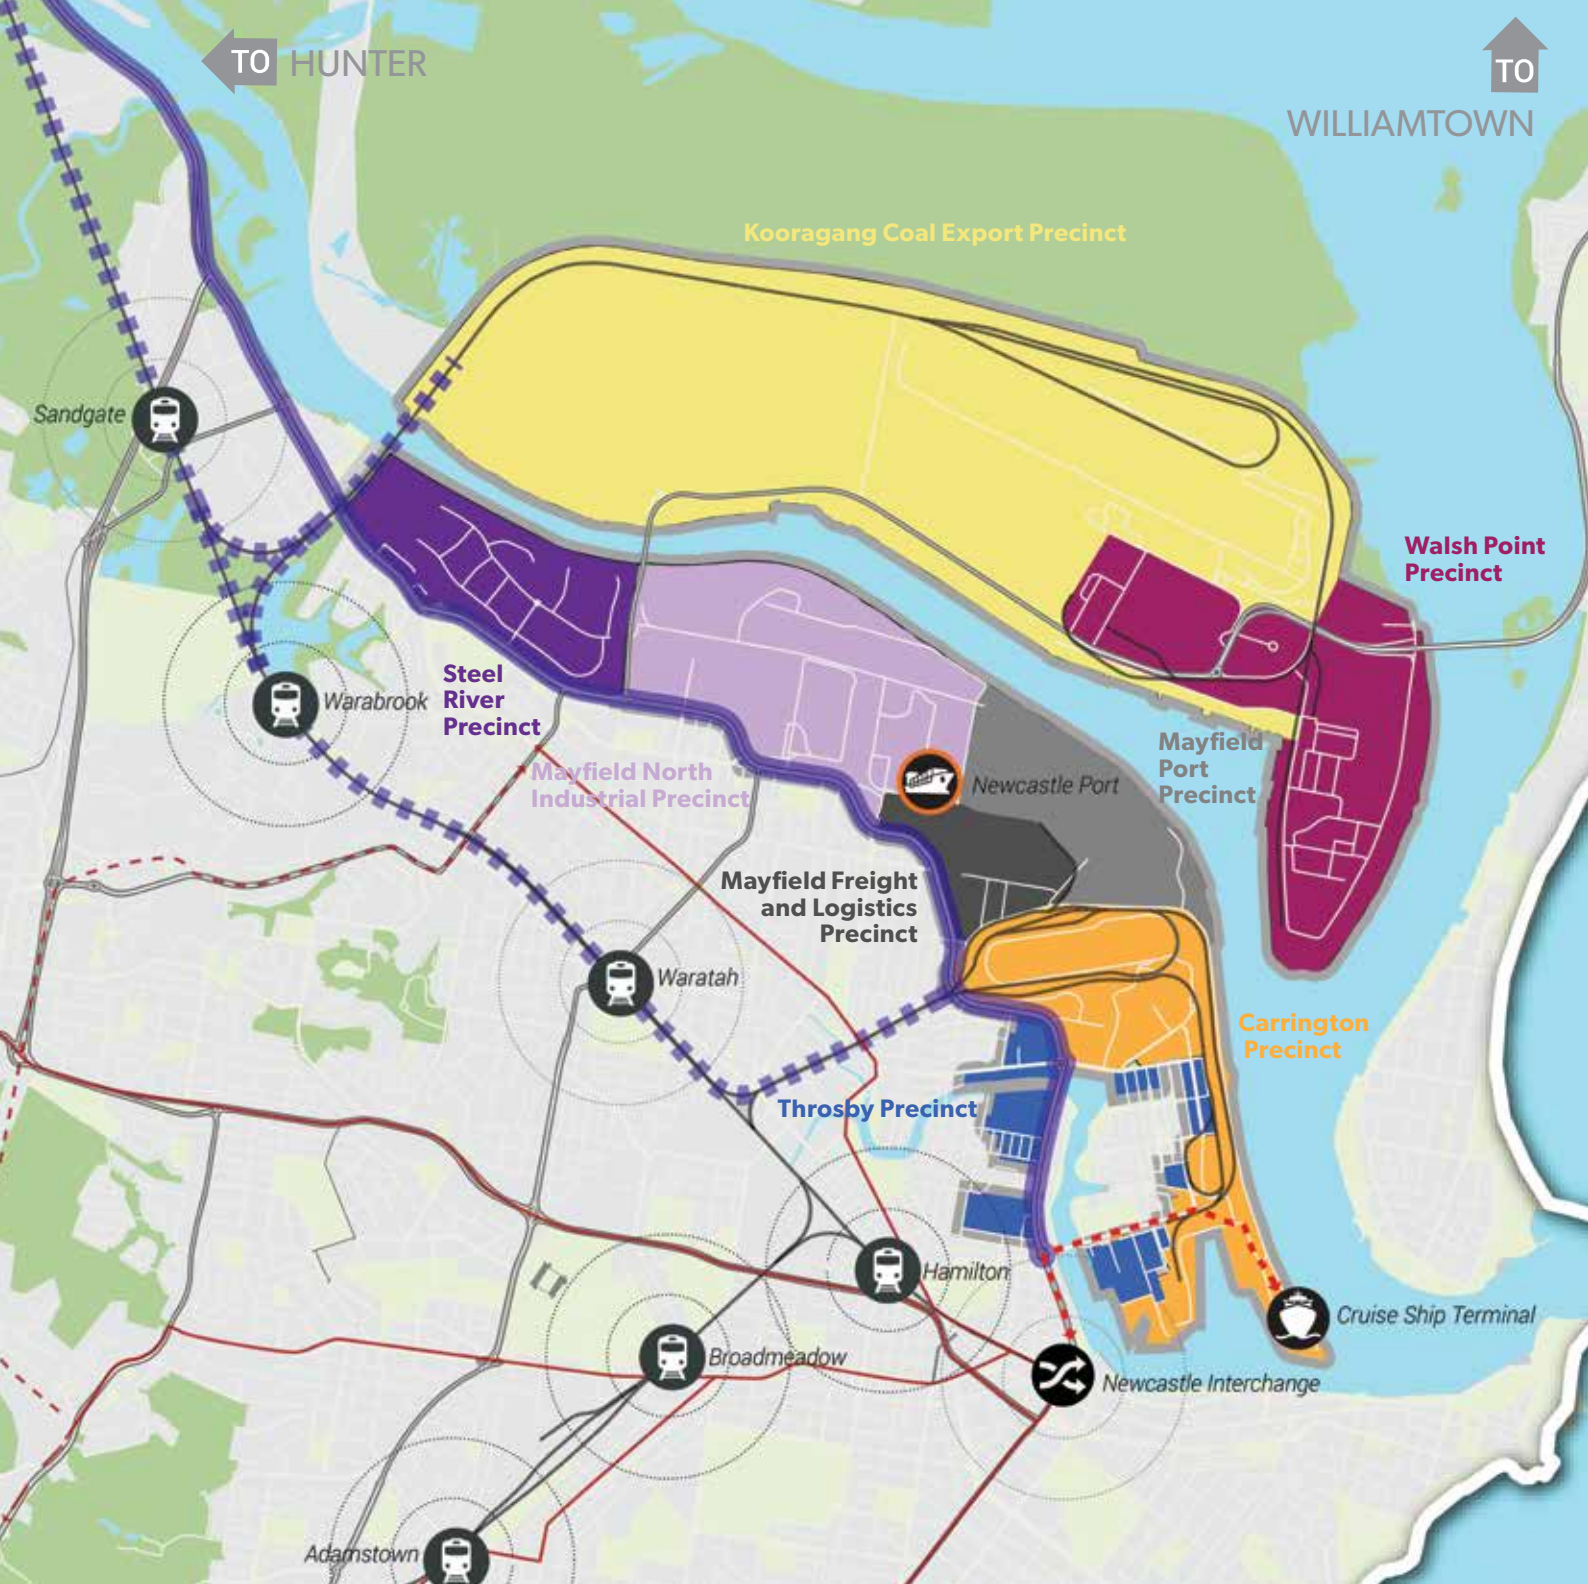 TO HUNTER
TO
WILLIAMTOWN
Kooragang Coal Export Precinct
Sandgate
Walsh Point
Precinct
Steel
River
Precinct
Warabrook
Mayfield
Port
Precinct
Mayfield North
Industrial Precinct
Newcastle Port
Mayfield Freight
and Logistics
Precinct
Waratah
Carrington
Precinct
Throsby Precinct
Hamilton
Cruise Ship Terminal
Broadmeadow
Newcastle Interchange
Adamstown